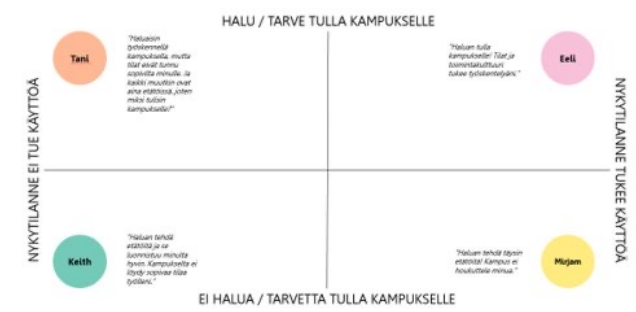 HALU / TARVE TULLA KAMPUKSELLE
Tani
"Haluaisin
työskennellä
kampuksella, mutta
tilat eivät tunnu
sopivilta minulle. Ja
kaikki muutkin ovat
aina etätöissä, joten
miksi tulisin
kampukselle?"
"Haluan tulla
kampukselle! Tilat ja
toimintakulttuuri
tukee työskentelyäni."
Eeli
NYKYTILANNE EI TUE KÄYTTÖÄ
NYKYTILANNE TUKEE KÄYTTÖÄ
Keith
"Haluan tehdä
etätöitä ja se
luonnistuu minulta
hyvin. Kampukselta ei
löydy sopivaa tilaa
työlleni."
"Haluan tehdä täysin
etätöitä! Kampus ei
houkuttele minua."
Mirjam
EI HALUA / TARVETTA TULLA KAMPUKSELLE